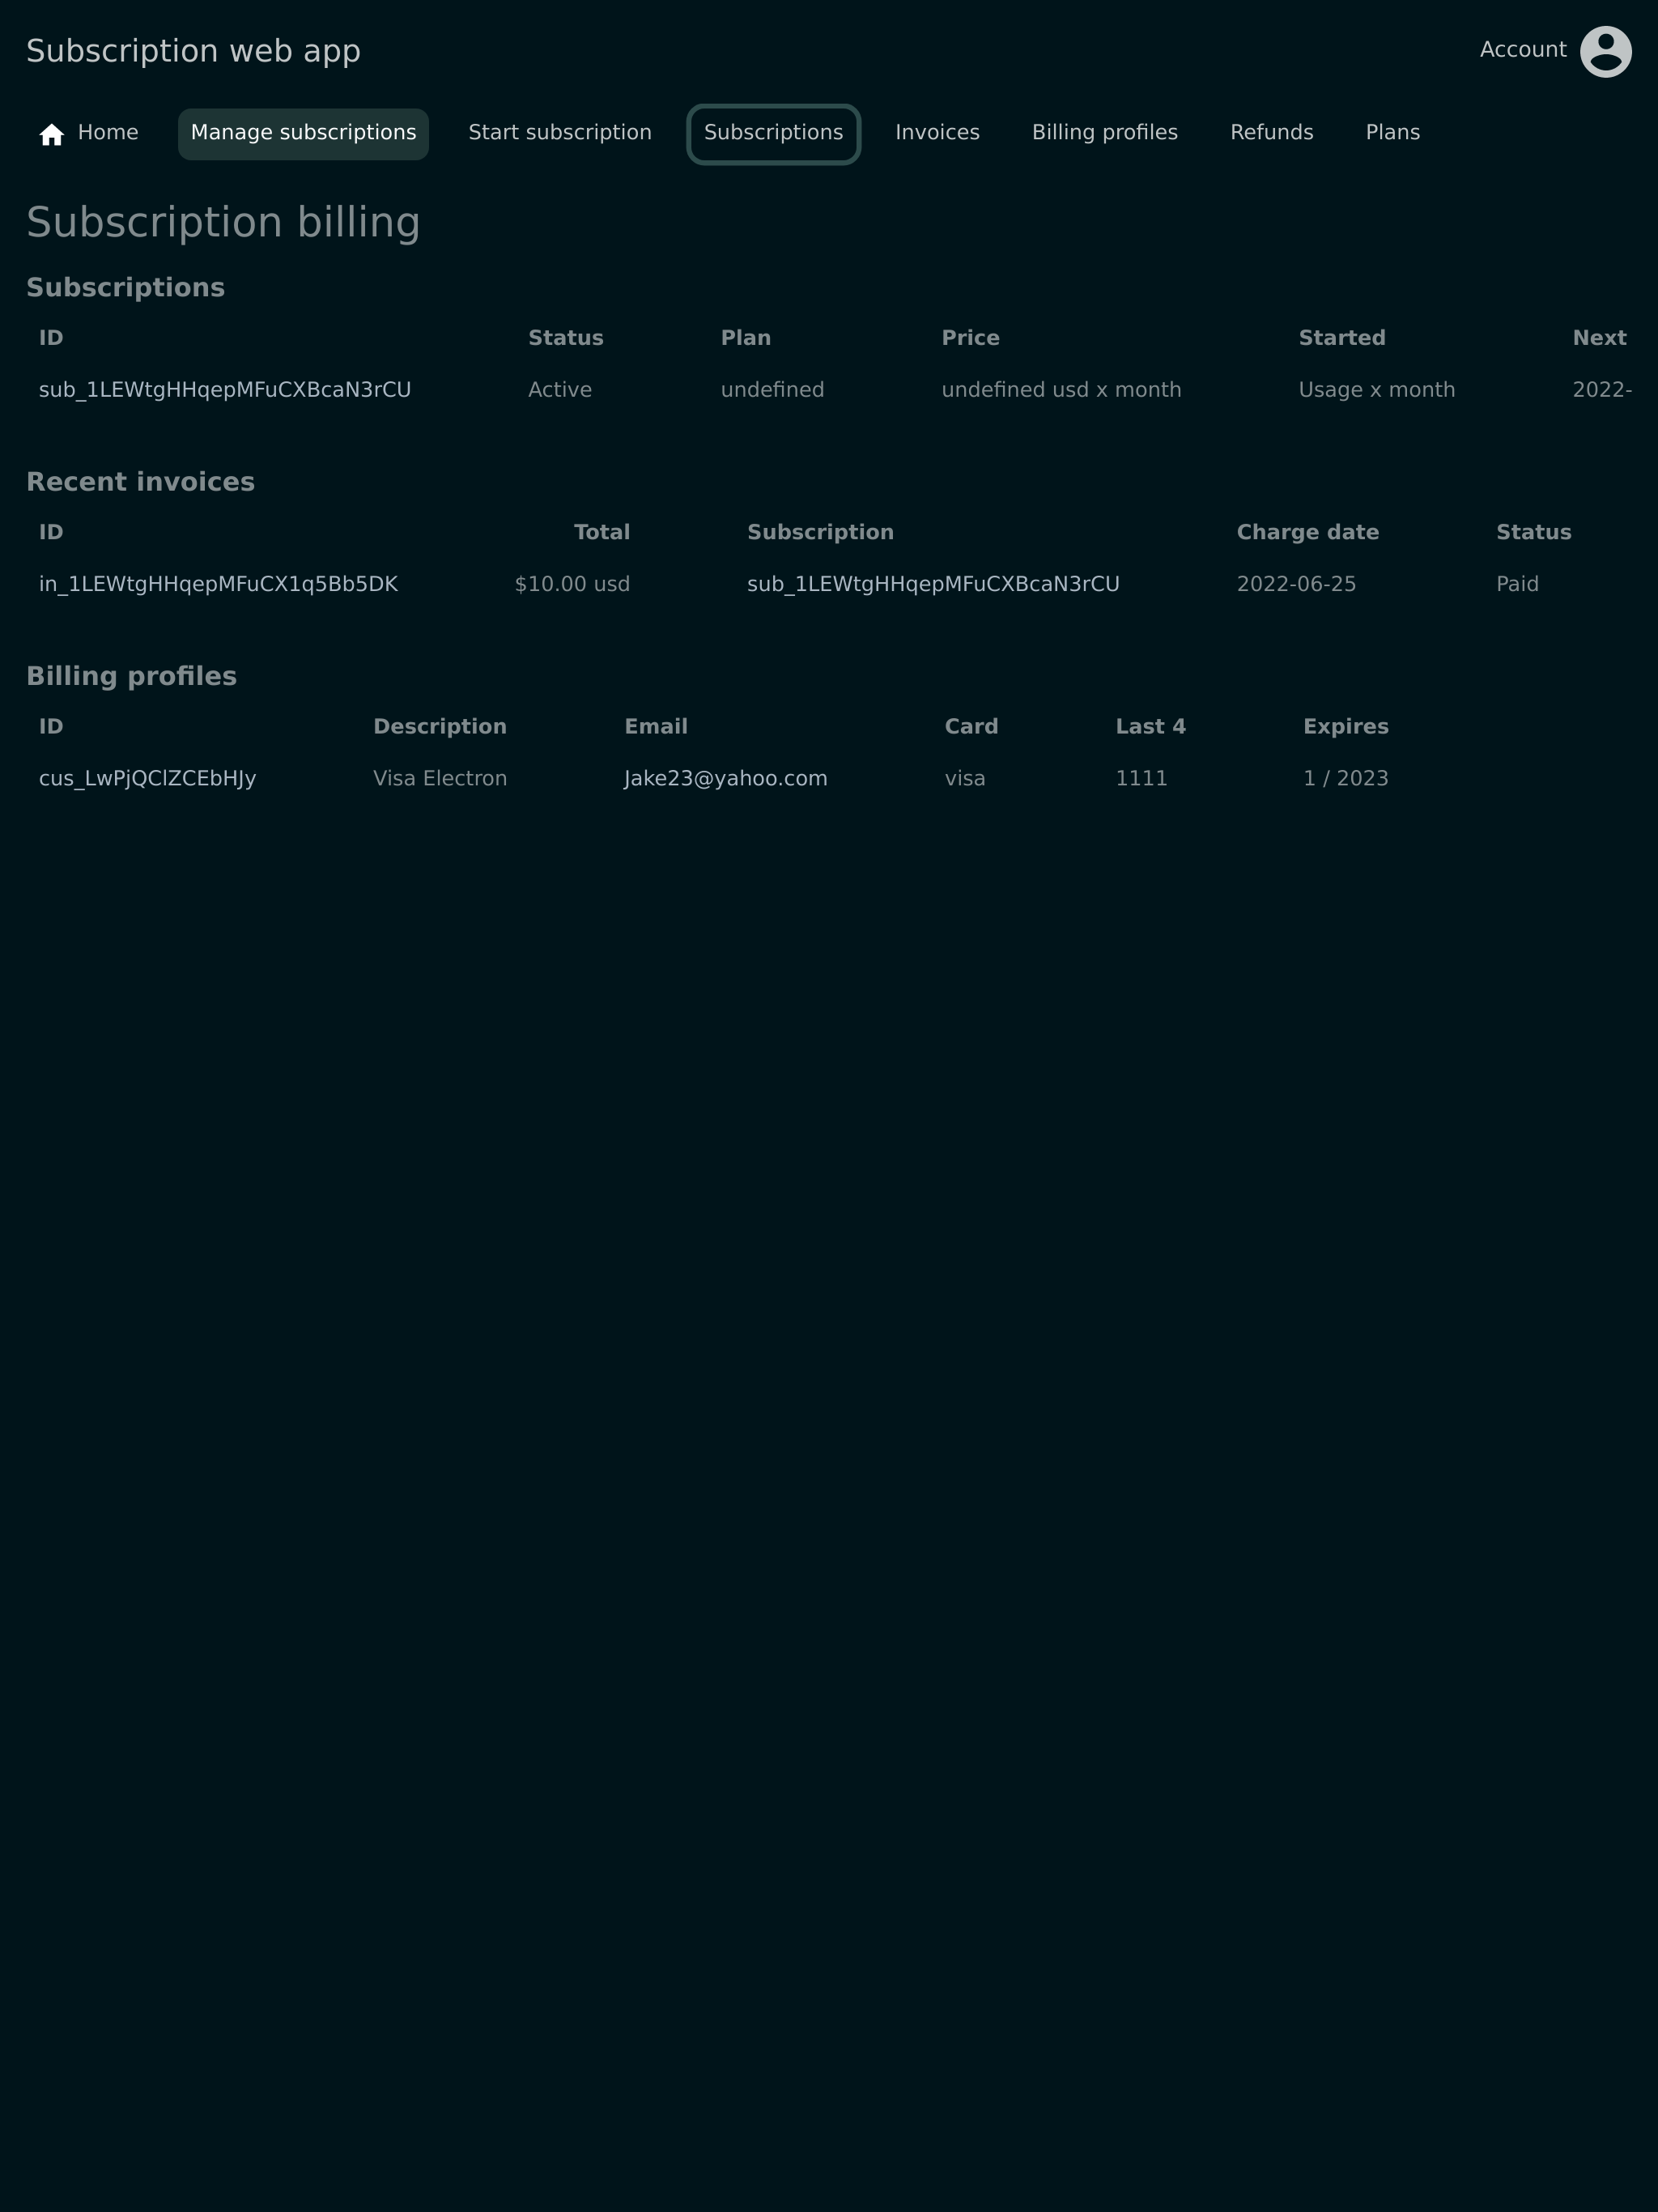 Subscription web app
Account
Home Manage subscriptions Start subscription Subscriptions Invoices Billing profiles Refunds Plans
Subscription billing
Subscriptions
ID Status Plan Price Started Next
sub_1LEWtgHHqepMFuCXBcaN3rCU Active undefined undefined usd x month Usage x month 2022-
Recent invoices
ID Total Subscription Charge date Status
in_1LEWtgHHqepMFuCX1q5Bb5DK $10.00 usd sub_1LEWtgHHqepMFuCXBcaN3rCU 2022-06-25 Paid
Billing profiles
ID Description Email Card Last 4 Expires
cus_LwPjQClZCEbHJy Visa Electron Jake23@yahoo.com visa 1111 1 / 2023